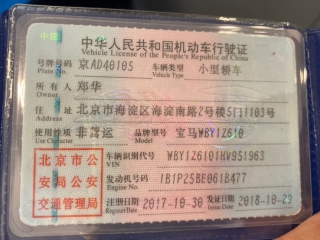 中华人民共和国机动车行驶证
Vehicle License of the People's Republic of China
号牌号码 京AD40105 车辆类型 小型轿车
Plate No. Vehicle Type
所有人 郑华
Owner
住址 北京市海淀区海淀南路2号楼5门1103号
Address
使用性质 非营运 品牌型号 宝马WBY1Z610
Use Character Model
北京市公安局公安交通管理局
车辆识别代号 WBY1Z6101HV951963
VIN
发动机号码 1B1P25BE061B477
Engine No.
注册日期 2017-10-30 发证日期 2018-10-29
Register Date Issue Date